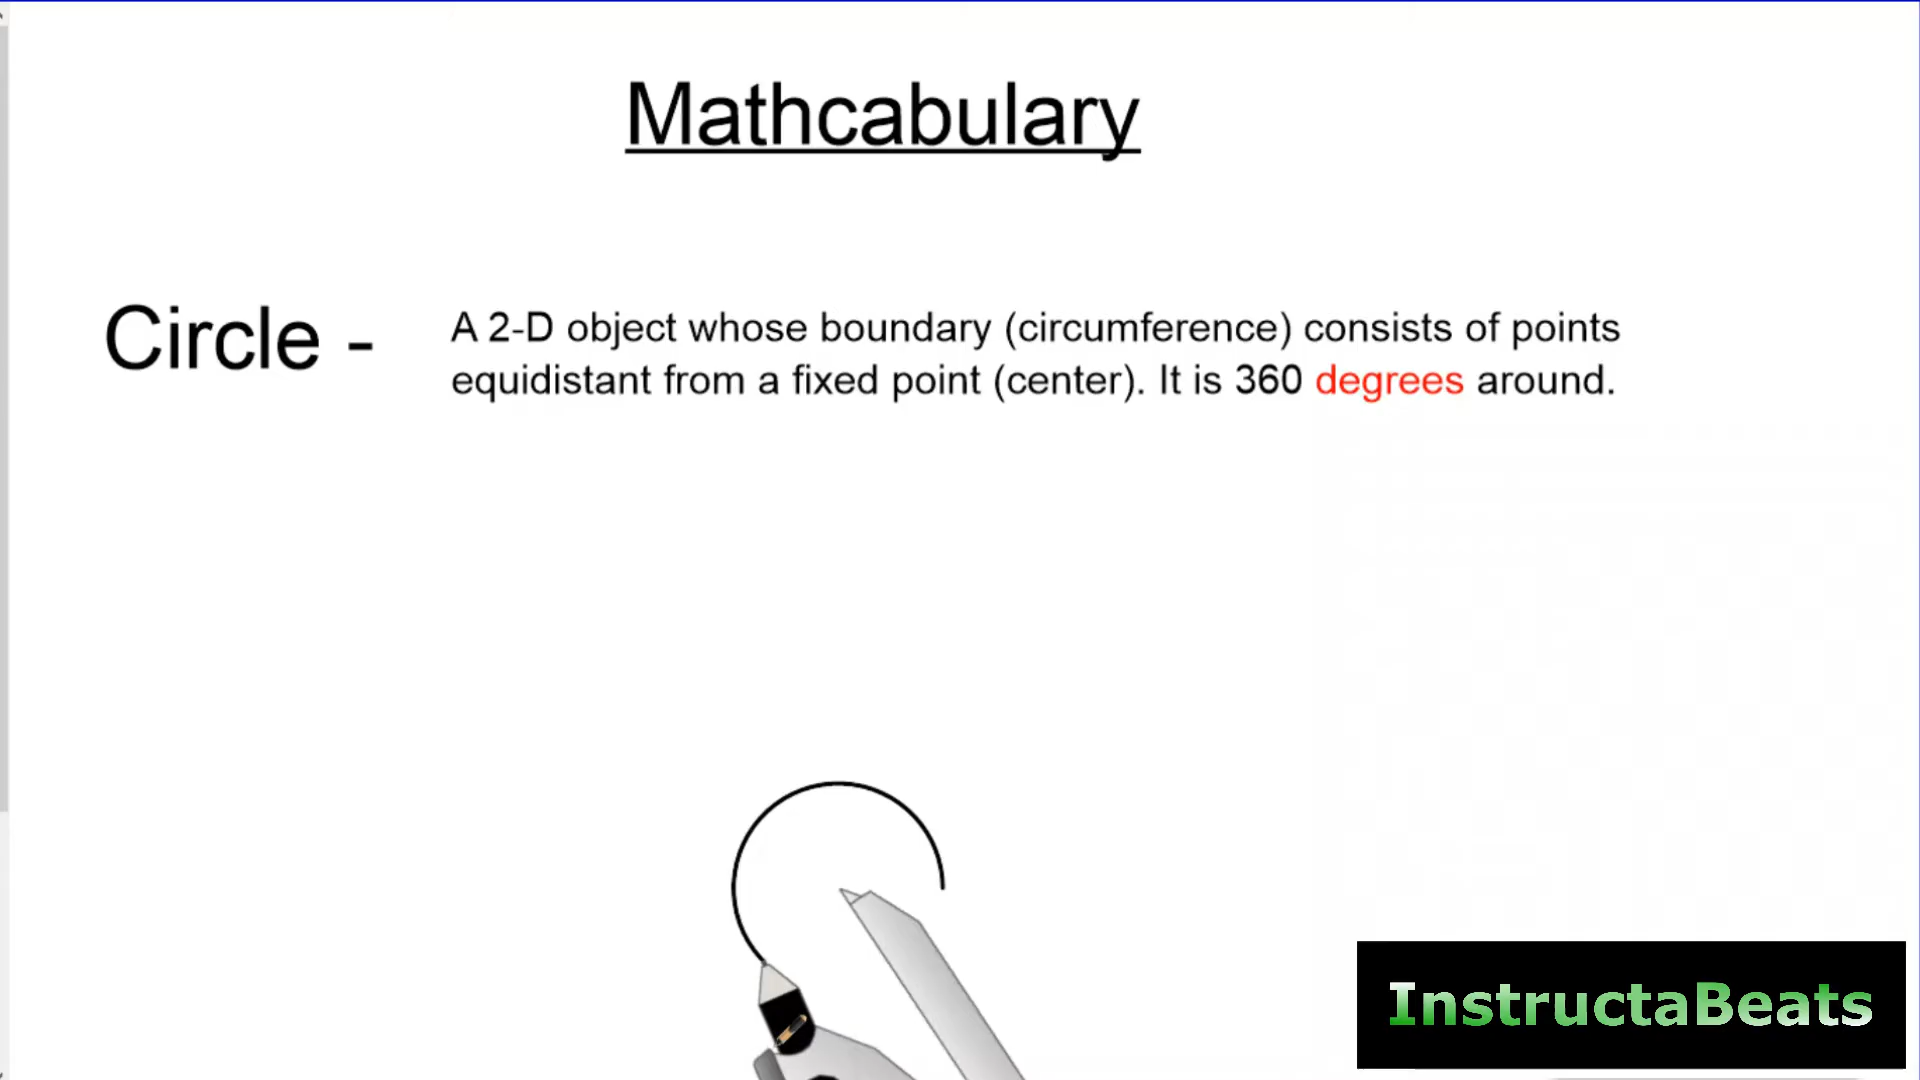 Mathcabulary
Circle -
A 2-D object whose boundary (circumference) consists of points
equidistant from a fixed point (center). It is 360 degrees around.
InstructaBeats